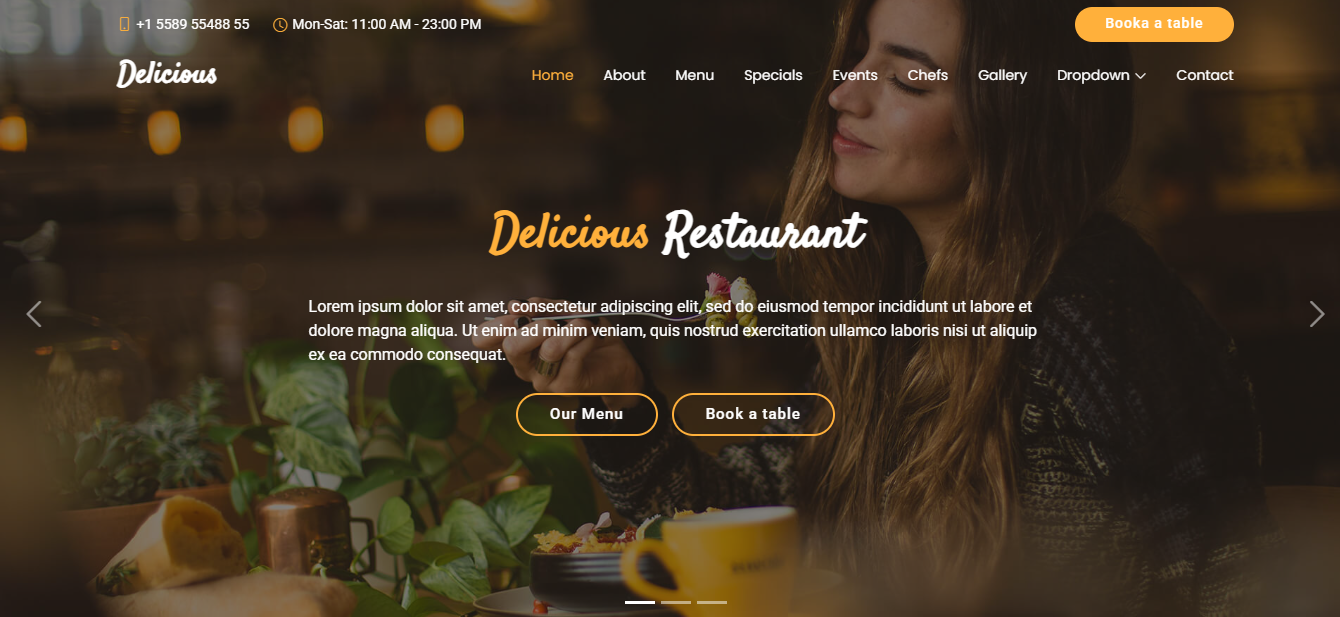 +1 5589 55488 55 Mon-Sat: 11:00 AM - 23:00 PM Booka a table
Delicious Home About Menu Specials Events Chefs Gallery Dropdown Contact
Delicious Restaurant
Lorem ipsum dolor sit amet, consectetur adipiscing elit, sed do eiusmod tempor incididunt ut labore et
dolore magna aliqua. Ut enim ad minim veniam, quis nostrud exercitation ullamco laboris nisi ut aliquip
ex ea commodo consequat.
Our Menu Book a table